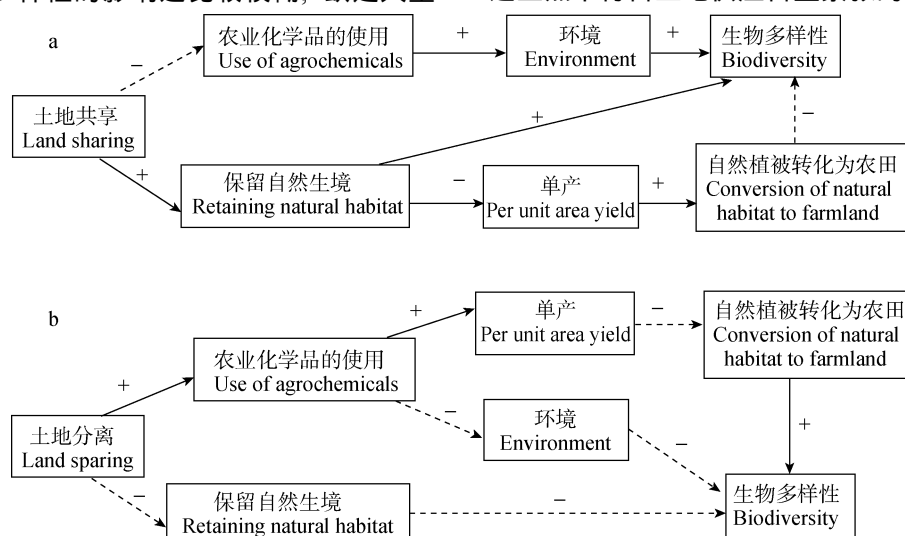 a
农业化学品的使用
Use of agrochemicals
+
环境
Environment
+
生物多样性
Biodiversity
−
土地共享
Land sharing
+
+
−
保留自然生境
Retaining natural habitat
−
单产
Per unit area yield
+
自然植被转化为农田
Conversion of natural
habitat to farmland
b
+
单产
Per unit area yield
−
自然植被转化为农田
Conversion of natural
habitat to farmland
农业化学品的使用
Use of agrochemicals
+
−
环境
Environment
−
+
土地分离
Land sparing
−
保留自然生境
Retaining natural habitat
−
生物多样性
Biodiversity